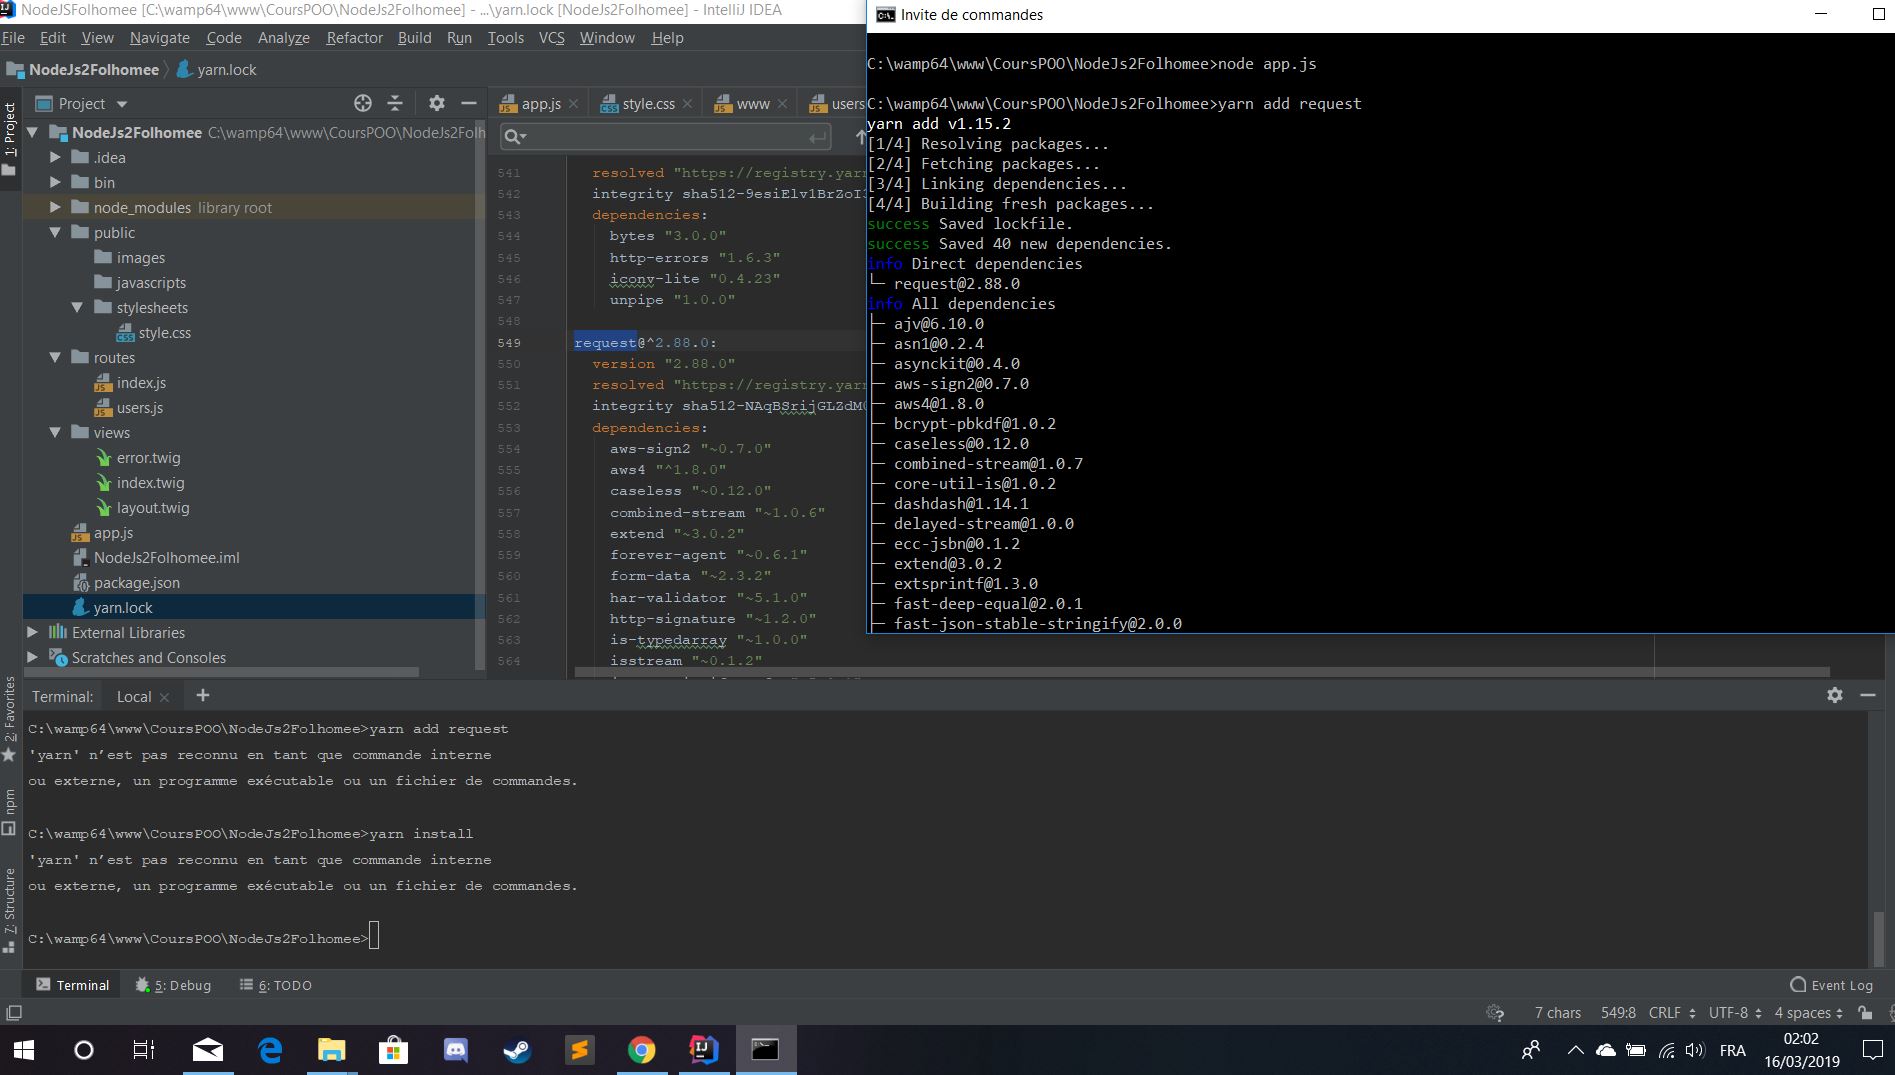 NodeJSFolhomee [C:\wamp64\www\CoursPOO\NodeJs2Folhomee] - ...\yarn.lock [NodeJs2Folhomee] - IntelliJ IDEA
File Edit View Navigate Code Analyze Refactor Build Run Tools VCS Window Help
NodeJs2Folhomee yarn.lock
Project
app.js style.css www users
1: Project
NodeJs2Folhomee C:\wamp64\www\CoursPOO\NodeJs2Folh
.idea
bin
node_modules library root
public
images
javascripts
stylesheets
style.css
routes
index.js
users.js
views
error.twig
index.twig
layout.twig
app.js
NodeJs2Folhomee.iml
package.json
yarn.lock
External Libraries
Scratches and Consoles
541 resolved "https://registry.yarn
542 integrity sha512-9esiElv1BrZoI3
543 dependencies:
544 bytes "3.0.0"
545 http-errors "1.6.3"
546 iconv-lite "0.4.23"
547 unpipe "1.0.0"
548
549 request@^2.88.0:
550 version "2.88.0"
551 resolved "https://registry.yarn
552 integrity sha512-NAqBSrijGLZdM0
553 dependencies:
554 aws-sign2 "~0.7.0"
555 aws4 "^1.8.0"
556 caseless "~0.12.0"
557 combined-stream "~1.0.6"
558 extend "~3.0.2"
559 forever-agent "~0.6.1"
560 form-data "~2.3.2"
561 har-validator "~5.1.0"
562 http-signature "~1.2.0"
563 is-typedarray "~1.0.0"
564 isstream "~0.1.2"
Invite de commandes
C:\wamp64\www\CoursPOO\NodeJs2Folhomee>node app.js
C:\wamp64\www\CoursPOO\NodeJs2Folhomee>yarn add request
yarn add v1.15.2
[1/4] Resolving packages...
[2/4] Fetching packages...
[3/4] Linking dependencies...
[4/4] Building fresh packages...
success Saved lockfile.
success Saved 40 new dependencies.
info Direct dependencies
└─ request@2.88.0
info All dependencies
├─ ajv@6.10.0
├─ asn1@0.2.4
├─ asynckit@0.4.0
├─ aws-sign2@0.7.0
├─ aws4@1.8.0
├─ bcrypt-pbkdf@1.0.2
├─ caseless@0.12.0
├─ combined-stream@1.0.7
├─ core-util-is@1.0.2
├─ dashdash@1.14.1
├─ delayed-stream@1.0.0
├─ ecc-jsbn@0.1.2
├─ extend@3.0.2
├─ extsprintf@1.3.0
├─ fast-deep-equal@2.0.1
├─ fast-json-stable-stringify@2.0.0
2: Favorites
npm
7: Structure
Terminal: Local
C:\wamp64\www\CoursPOO\NodeJs2Folhomee>yarn add request
'yarn' n’est pas reconnu en tant que commande interne
ou externe, un programme exécutable ou un fichier de commandes.
C:\wamp64\www\CoursPOO\NodeJs2Folhomee>yarn install
'yarn' n’est pas reconnu en tant que commande interne
ou externe, un programme exécutable ou un fichier de commandes.
C:\wamp64\www\CoursPOO\NodeJs2Folhomee>
Terminal 5: Debug 6: TODO Event Log
7 chars 549:8 CRLF UTF-8 4 spaces
FRA 02:02
16/03/2019